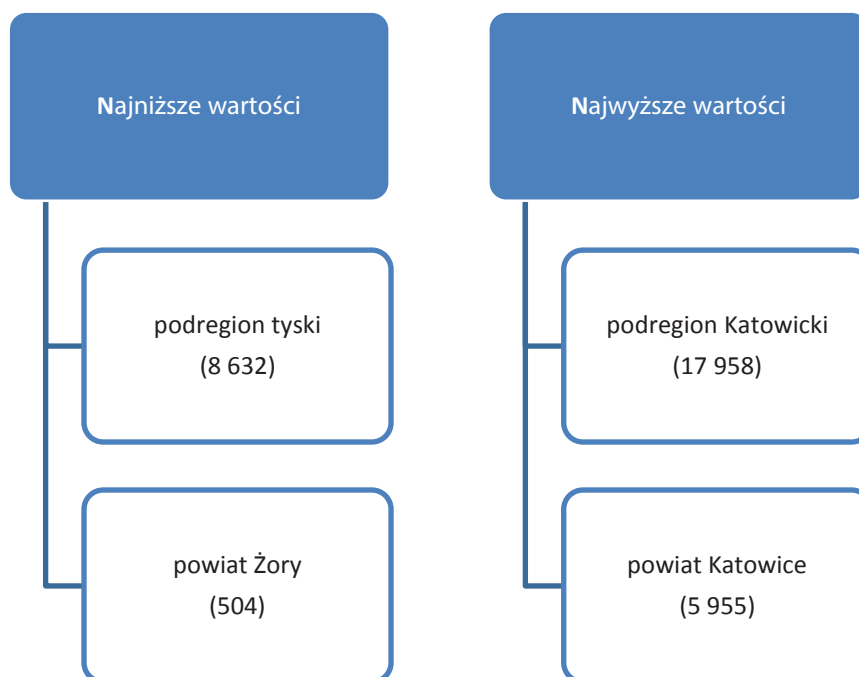 Najniższe wartości
podregion tyski
(8 632)
powiat Żory
(504)
Najwyższe wartości
podregion Katowicki
(17 958)
powiat Katowice
(5 955)